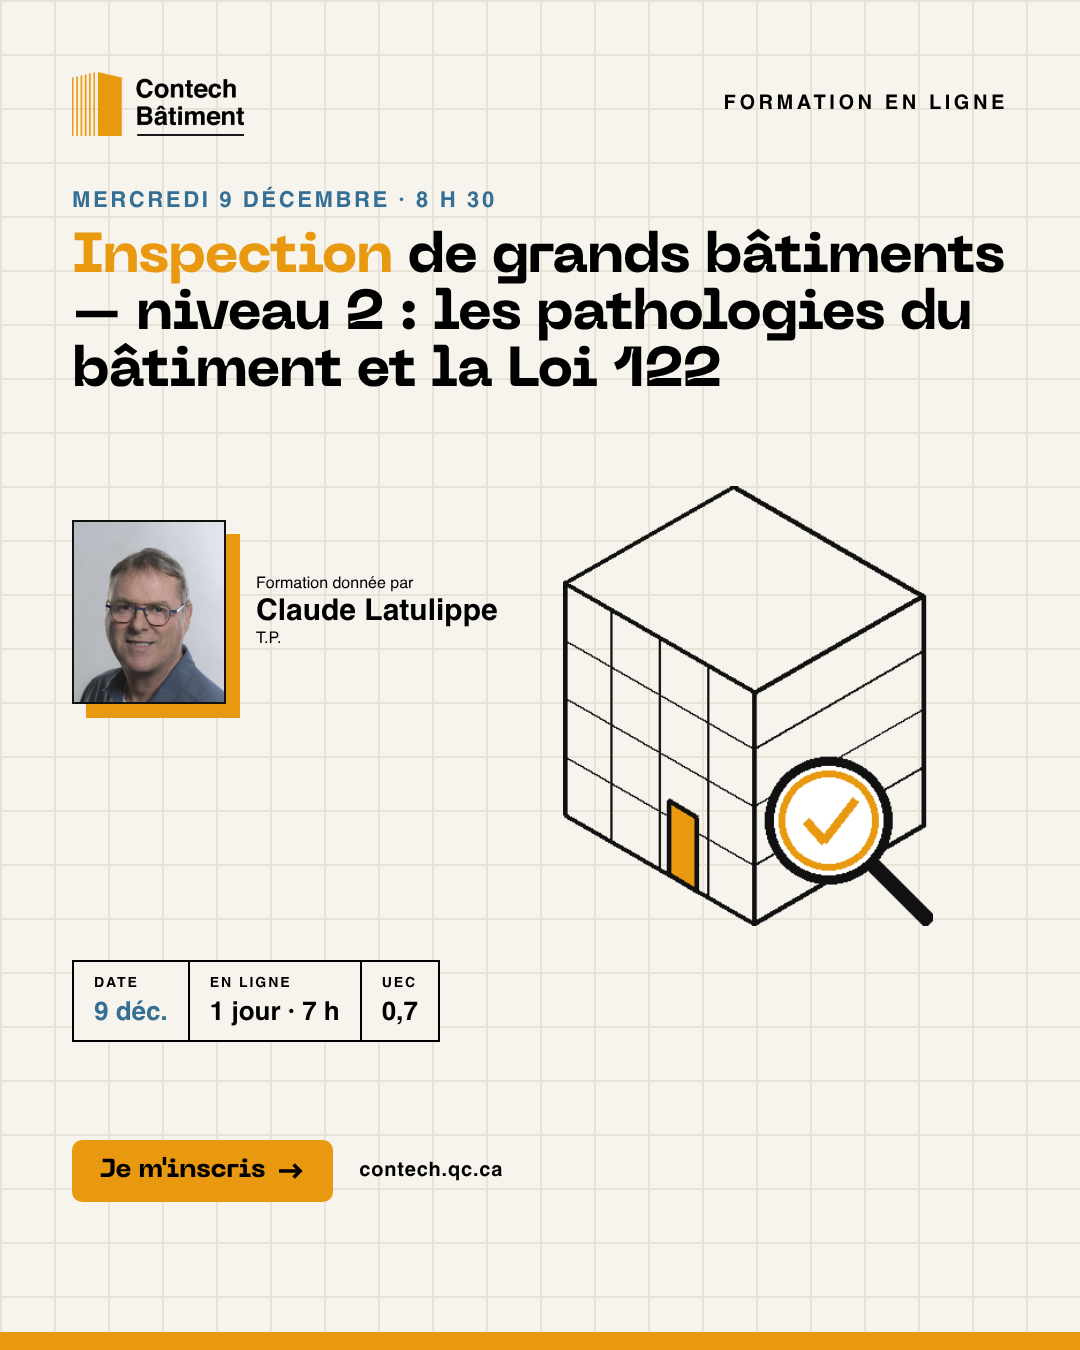 Contech
Bâtiment
FORMATION EN LIGNE
MERCREDI 9 DÉCEMBRE · 8 H 30
Inspection de grands bâtiments
— niveau 2 : les pathologies du
bâtiment et la Loi 122
Formation donnée par
Claude Latulippe
T.P.
DATE
9 déc.
EN LIGNE
1 jour · 7 h
UEC
0,7
Je m'inscris →
contech.qc.ca